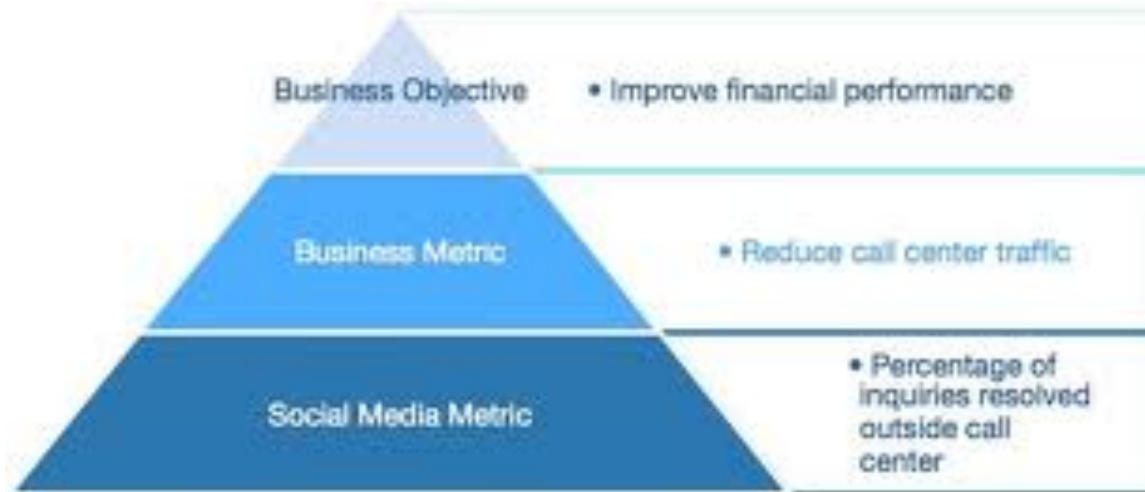 Business Objective
• Improve financial performance
Business Metric
• Reduce call center traffic
Social Media Metric
• Percentage of
inquiries resolved
outside call
center